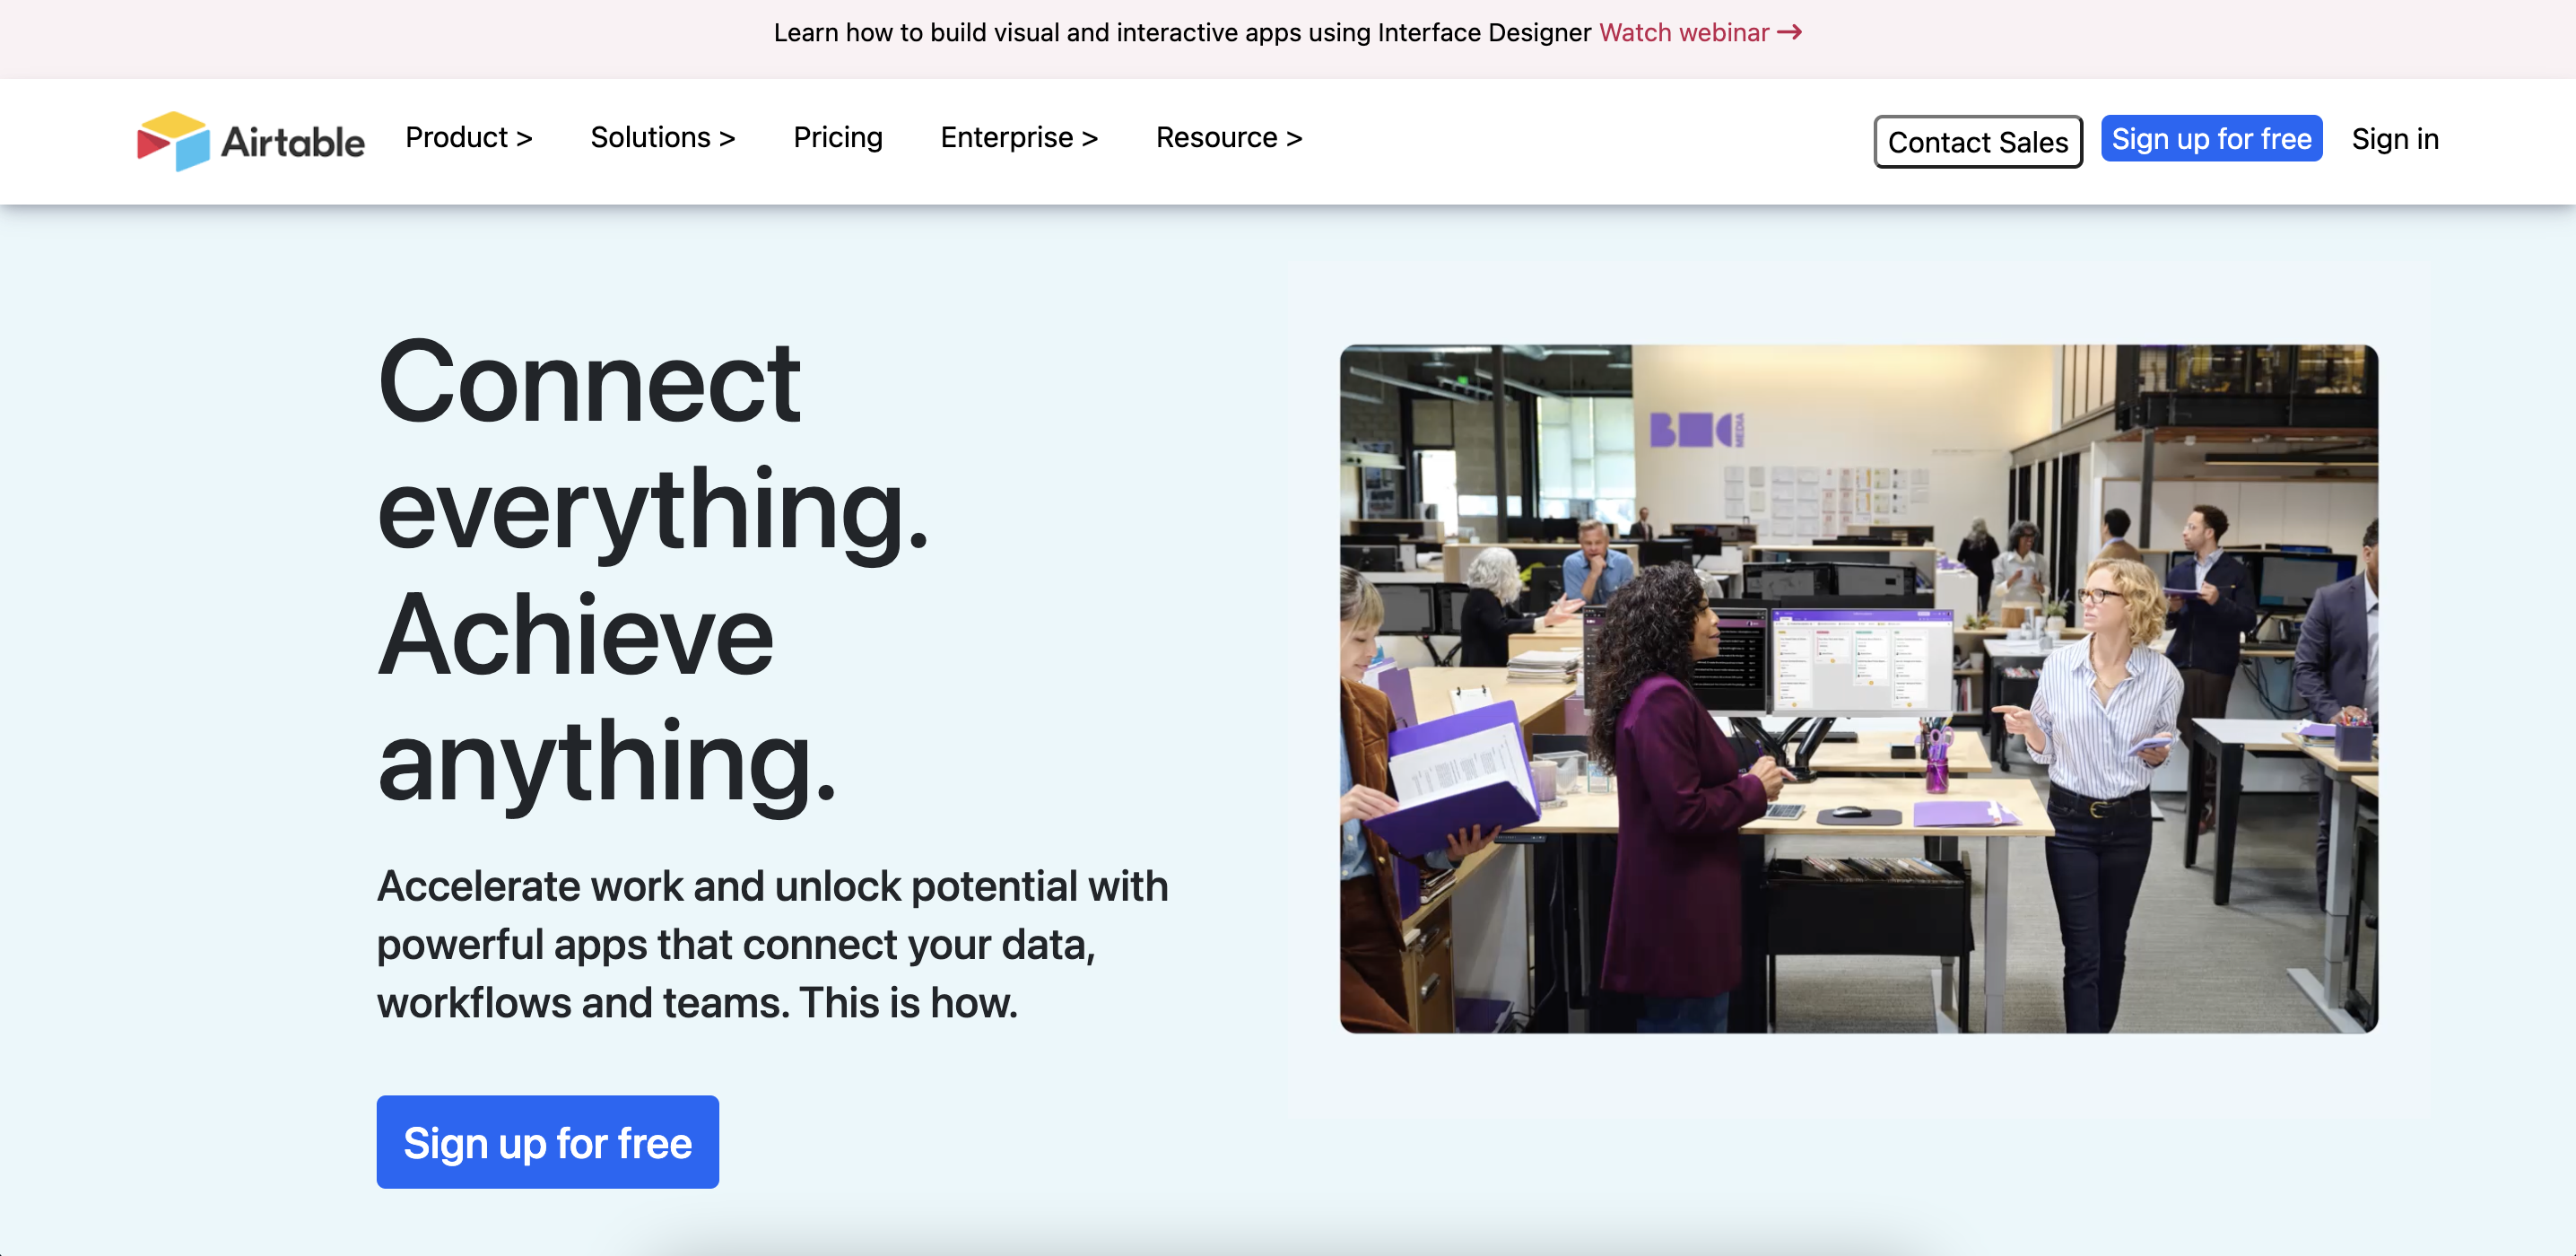 Learn how to build visual and interactive apps using Interface Designer Watch webinar →
Airtable Product > Solutions > Pricing Enterprise > Resource > Contact Sales Sign up for free Sign in
Connect
everything.
Achieve
anything.
Accelerate work and unlock potential with
powerful apps that connect your data,
workflows and teams. This is how.
Sign up for free
BMC MEDIA